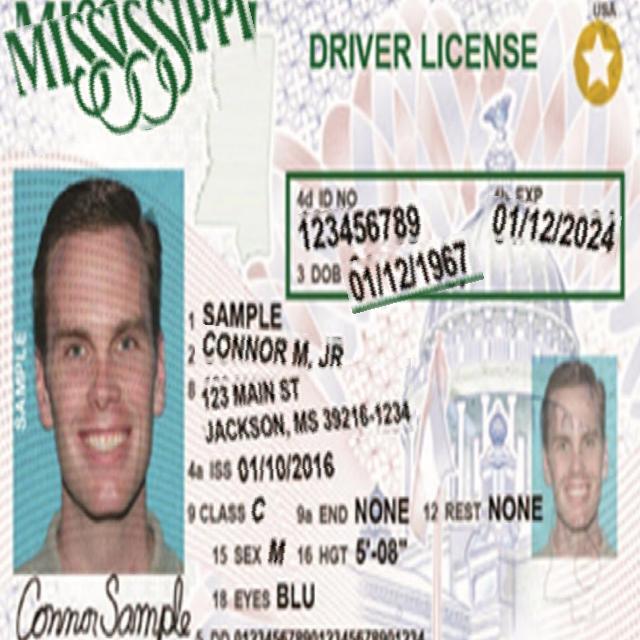 MISSISSIPPI
USA
DRIVER LICENSE
4d ID NO
4b EXP
123456789
01/12/2024
3 DOB 01/12/1967
1 SAMPLE
2 CONNOR M, JR
8 123 MAIN ST
JACKSON, MS 39216-1234
4a ISS 01/10/2016
9 CLASS C 9a END NONE 12 REST NONE
15 SEX M 16 HGT 5'-08"
18 EYES BLU
5 DD 0123456789012345678901234
SAMPLE
Connor Sample